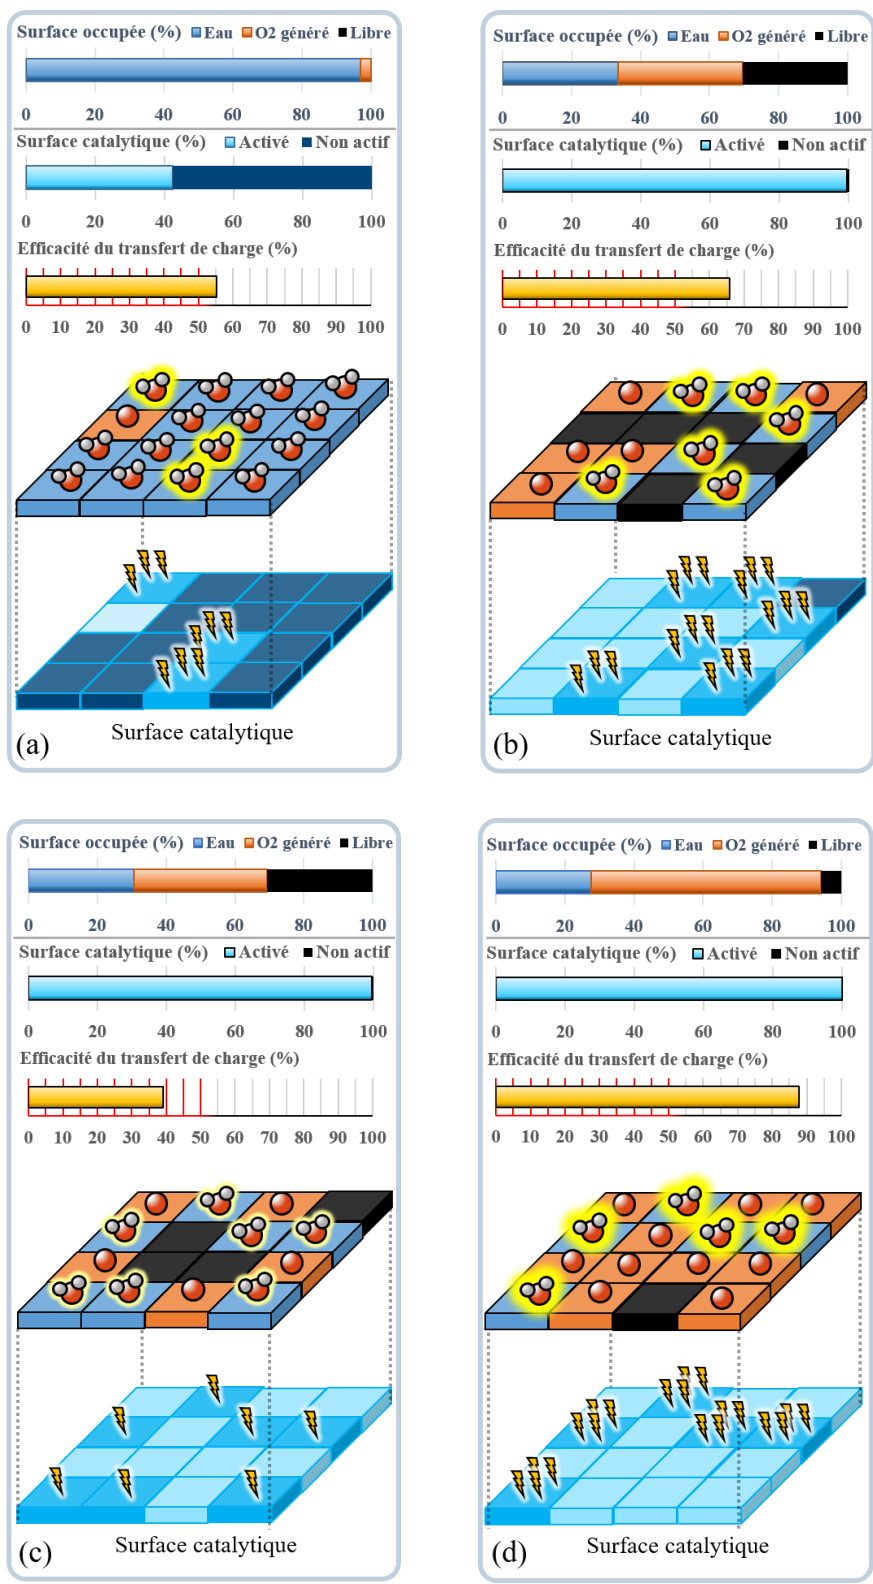 Surface occupée (%) Eau O2 généré Libre
0 20 40 60 80 100
Surface catalytique (%) Activé Non actif
0 20 40 60 80 100
Efficacité du transfert de charge (%)
0 10 20 30 40 50 60 70 80 90 100
Surface catalytique
(a)
Surface occupée (%) Eau O2 généré Libre
0 20 40 60 80 100
Surface catalytique (%) Activé Non actif
0 20 40 60 80 100
Efficacité du transfert de charge (%)
0 10 20 30 40 50 60 70 80 90 100
Surface catalytique
(b)
Surface occupée (%) Eau O2 généré Libre
0 20 40 60 80 100
Surface catalytique (%) Activé Non actif
0 20 40 60 80 100
Efficacité du transfert de charge (%)
0 10 20 30 40 50 60 70 80 90 100
Surface catalytique
(c)
Surface occupée (%) Eau O2 généré Libre
0 20 40 60 80 100
Surface catalytique (%) Activé Non actif
0 20 40 60 80 100
Efficacité du transfert de charge (%)
0 10 20 30 40 50 60 70 80 90 100
Surface catalytique
(d)